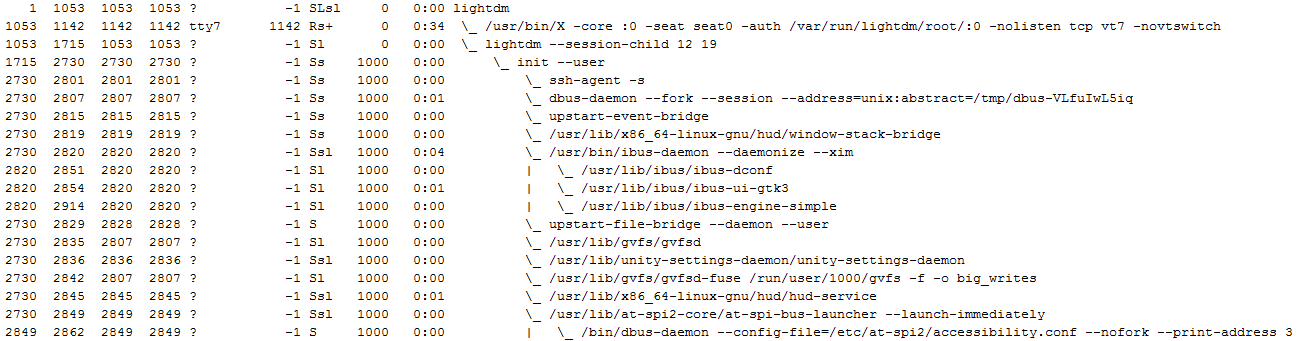 1 1053 1053 1053 ? -1 SLsl 0 0:00 lightdm
1053 1142 1142 1142 tty7 1142 Rs+ 0 0:34 \_ /usr/bin/X -core :0 -seat seat0 -auth /var/run/lightdm/root/:0 -nolisten tcp vt7 -novtswitch
1053 1715 1053 1053 ? -1 Sl 0 0:00 \_ lightdm --session-child 12 19
1715 2730 2730 2730 ? -1 Ss 1000 0:00 \_ init --user
2730 2801 2801 2801 ? -1 Ss 1000 0:00 \_ ssh-agent -s
2730 2807 2807 2807 ? -1 Ss 1000 0:01 \_ dbus-daemon --fork --session --address=unix:abstract=/tmp/dbus-VLfuIwL5iq
2730 2815 2815 2815 ? -1 Ss 1000 0:00 \_ upstart-event-bridge
2730 2819 2819 2819 ? -1 Ss 1000 0:00 \_ /usr/lib/x86_64-linux-gnu/hud/window-stack-bridge
2730 2820 2820 2820 ? -1 Ssl 1000 0:04 \_ /usr/bin/ibus-daemon --daemonize --xim
2820 2851 2820 2820 ? -1 Sl 1000 0:00 | \_ /usr/lib/ibus/ibus-dconf
2820 2854 2820 2820 ? -1 Sl 1000 0:01 | \_ /usr/lib/ibus/ibus-ui-gtk3
2820 2914 2820 2820 ? -1 Sl 1000 0:00 | \_ /usr/lib/ibus/ibus-engine-simple
2730 2829 2828 2828 ? -1 S 1000 0:00 \_ upstart-file-bridge --daemon --user
2730 2835 2807 2807 ? -1 Sl 1000 0:00 \_ /usr/lib/gvfs/gvfsd
2730 2836 2836 2836 ? -1 Ssl 1000 0:00 \_ /usr/lib/unity-settings-daemon/unity-settings-daemon
2730 2842 2807 2807 ? -1 Sl 1000 0:00 \_ /usr/lib/gvfs/gvfsd-fuse /run/user/1000/gvfs -f -o big_writes
2730 2845 2845 2845 ? -1 Ssl 1000 0:01 \_ /usr/lib/x86_64-linux-gnu/hud/hud-service
2730 2849 2849 2849 ? -1 Ssl 1000 0:00 \_ /usr/lib/at-spi2-core/at-spi-bus-launcher --launch-immediately
2849 2862 2849 2849 ? -1 S 1000 0:00 | \_ /bin/dbus-daemon --config-file=/etc/at-spi2/accessibility.conf --nofork --print-address 3